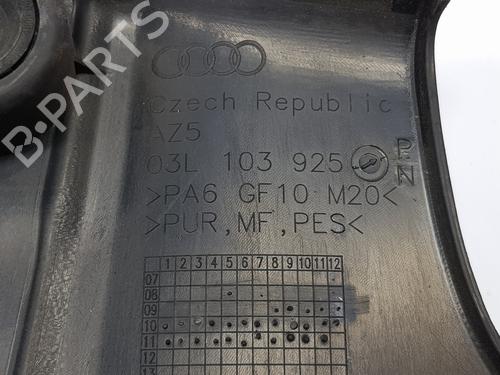 B-PARTS
Czech Republic
AZ5
03L 103 925
P
N
>PA6 GF10 M20<
>PUR,MF,PES<
1 2 3 4 5 6 7 8 9 10 11 12
07
08
09
10
11
12
13